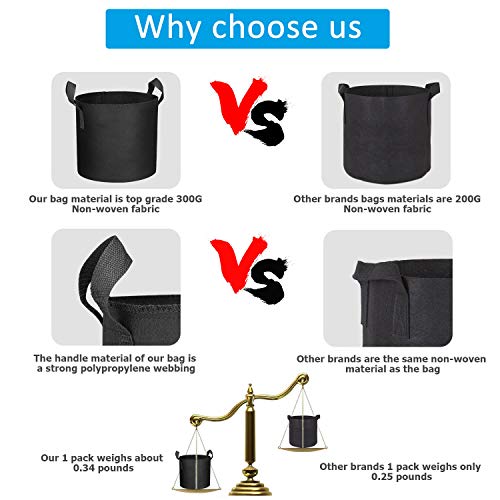 Why choose us
VS
Our bag material is top grade 300G
Non-woven fabric
Other brands bags materials are 200G
Non-woven fabric
VS
The handle material of our bag is
a strong polypropylene webbing
Other brands are the same non-woven
material as the bag
Our 1 pack weighs about
0.34 pounds
Other brands 1 pack weighs only
0.25 pounds